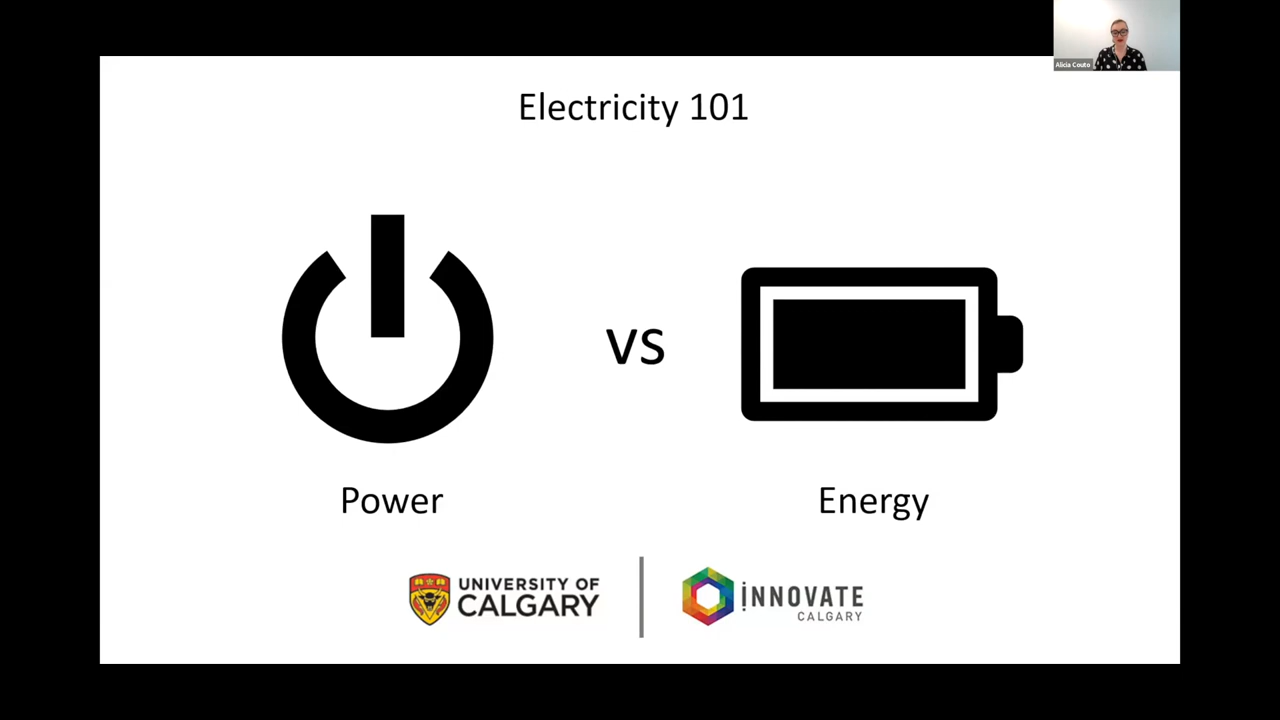 Alicia Couto
Electricity 101
vs
Power
Energy
UNIVERSITY OF
CALGARY
iNNOVATE
CALGARY